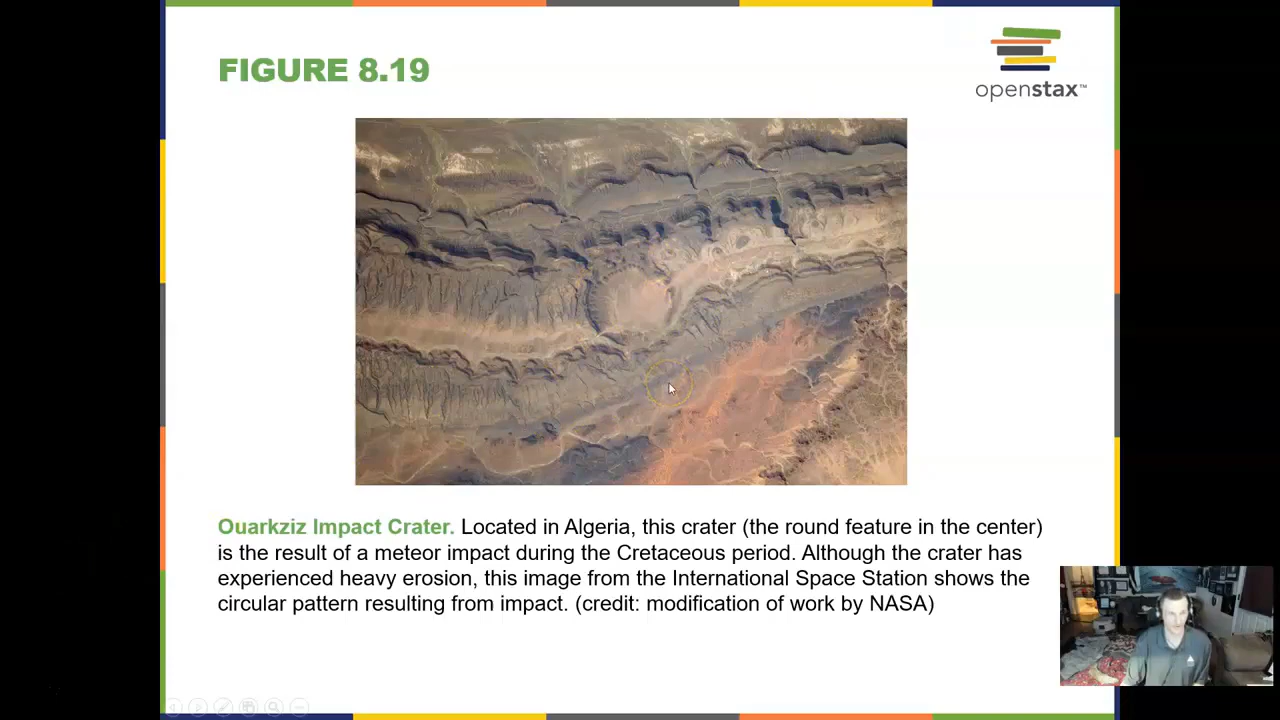 FIGURE 8.19
openstax™
Ouarkziz Impact Crater. Located in Algeria, this crater (the round feature in the center)
is the result of a meteor impact during the Cretaceous period. Although the crater has
experienced heavy erosion, this image from the International Space Station shows the
circular pattern resulting from impact. (credit: modification of work by NASA)